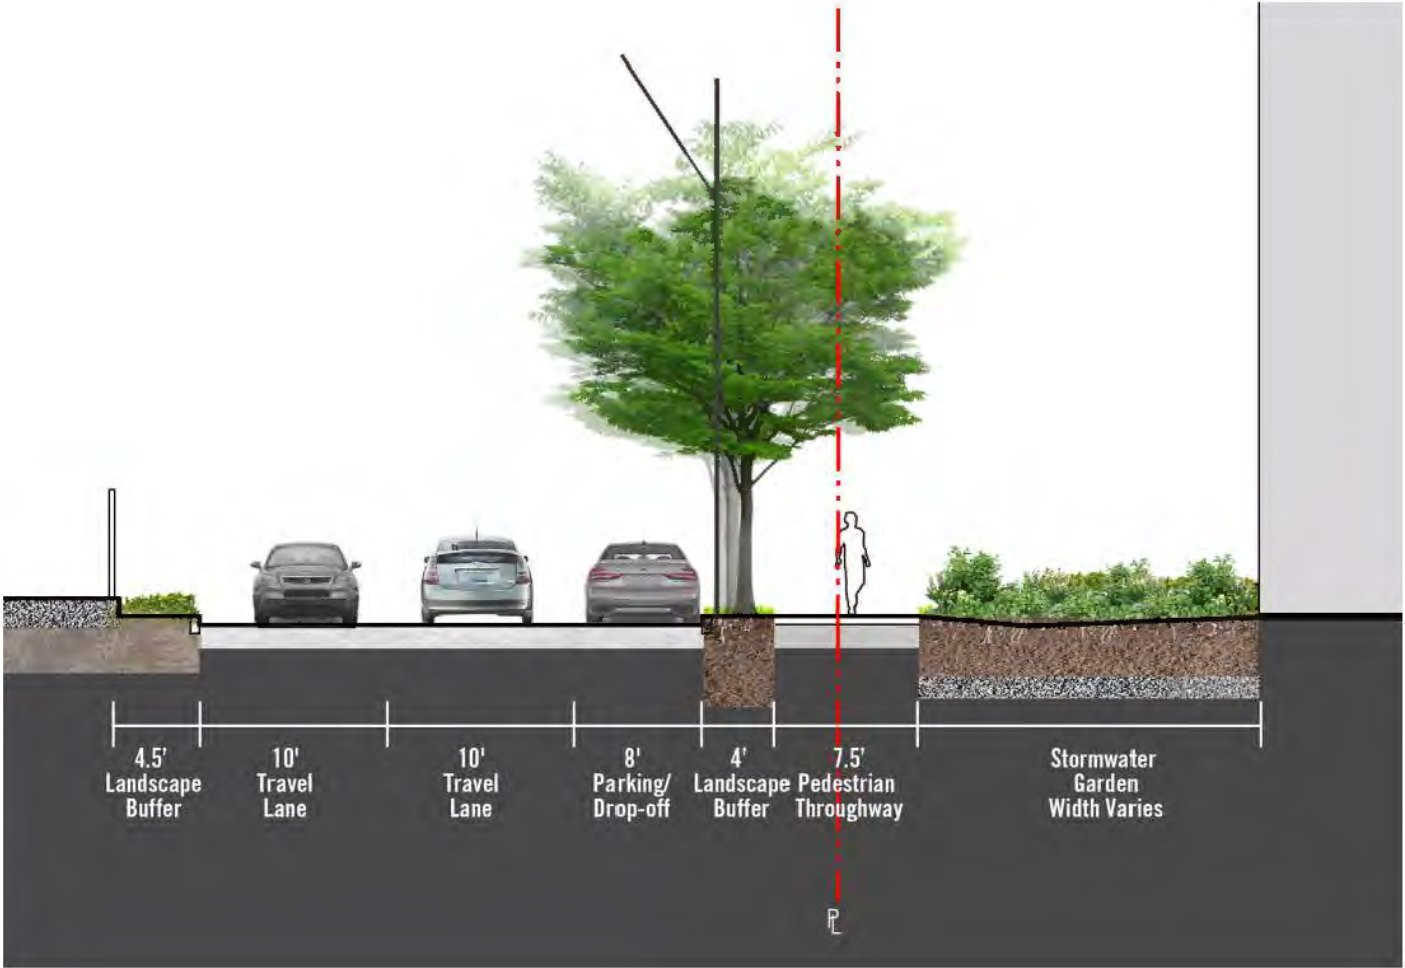 4.5'
Landscape
Buffer
10'
Travel
Lane
10'
Travel
Lane
8'
Parking/
Drop-off
4'
Landscape
Buffer
7.5'
Pedestrian
Throughway
Stormwater
Garden
Width Varies
PL